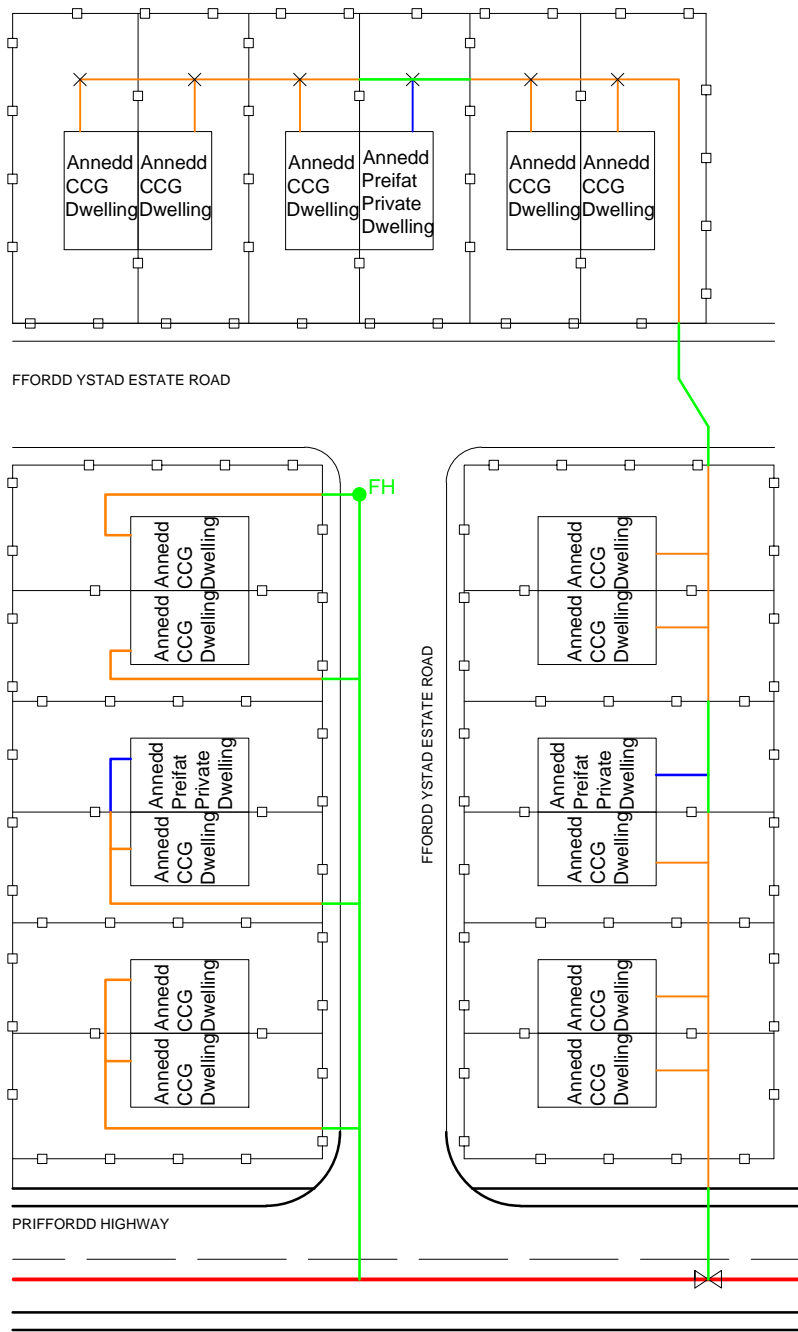 Annedd
CCG
Dwelling
Annedd
CCG
Dwelling
Annedd
CCG
Dwelling
Annedd
Preifat
Private
Dwelling
Annedd
CCG
Dwelling
Annedd
CCG
Dwelling
FFORDD YSTAD ESTATE ROAD
FH
Annedd
CCG
Dwelling
Annedd
CCG
Dwelling
Annedd
Preifat
Private
Dwelling
Annedd
CCG
Dwelling
Annedd
CCG
Dwelling
Annedd
CCG
Dwelling
FFORDD YSTAD ESTATE ROAD
Annedd
CCG
Dwelling
Annedd
CCG
Dwelling
Annedd
Preifat
Private
Dwelling
Annedd
CCG
Dwelling
Annedd
CCG
Dwelling
Annedd
CCG
Dwelling
PRIFFORDD HIGHWAY